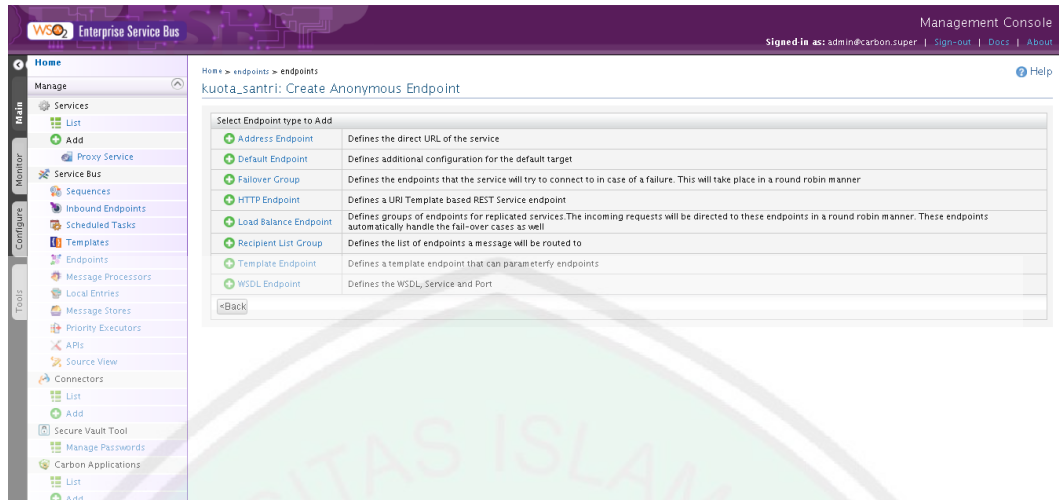 WSO2 Enterprise Service Bus
Management Console
Signed-in as: admin@carbon.super | Sign-out | Docs | About
Main
Monitor
Configure
Tools
Home
Manage
Services
List
Add
Proxy Service
Service Bus
Sequences
Inbound Endpoints
Scheduled Tasks
Templates
Endpoints
Message Processors
Local Entries
Message Stores
Priority Executors
APIs
Source View
Connectors
List
Add
Secure Vault Tool
Manage Passwords
Carbon Applications
List
Add
Home > endpoints > endpoints
Help
kuota_santri: Create Anonymous Endpoint
Select Endpoint type to Add
Address Endpoint Defines the direct URL of the service
Default Endpoint Defines additional configuration for the default target
Failover Group Defines the endpoints that the service will try to connect to in case of a failure. This will take place in a round robin manner
HTTP Endpoint Defines a URI Template based REST Service endpoint
Load Balance Endpoint Defines groups of endpoints for replicated services.The incoming requests will be directed to these endpoints in a round robin manner. These endpoints
automatically handle the fail-over cases as well
Recipient List Group Defines the list of endpoints a message will be routed to
Template Endpoint Defines a template endpoint that can parameterfy endpoints
WSDL Endpoint Defines the WSDL, Service and Port
<Back
ITAS ISLAM